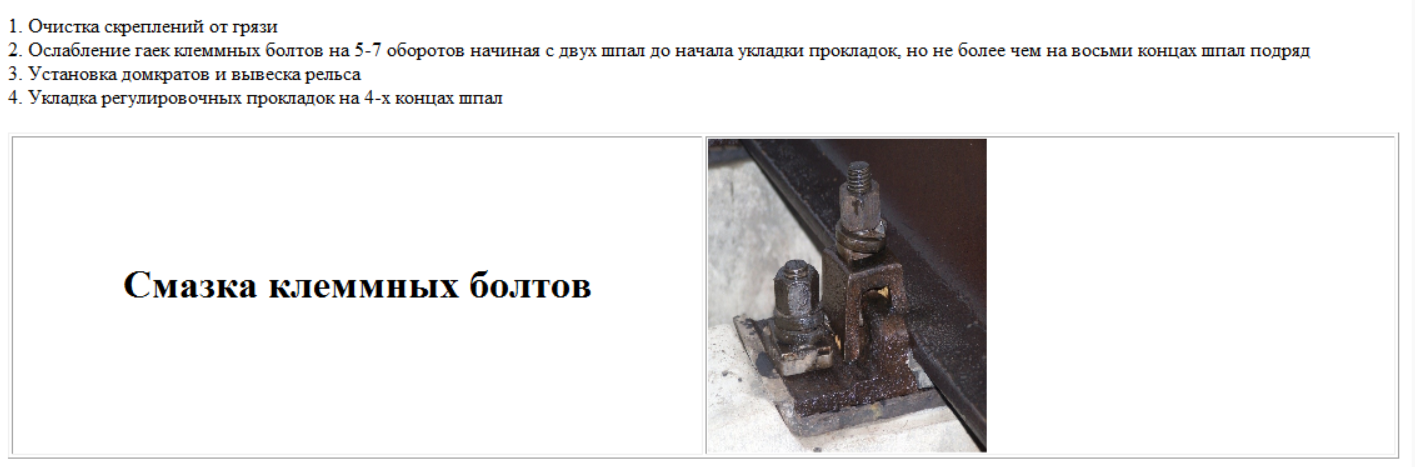 1. Очистка скреплений от грязи
2. Ослабление гаек клеммных болтов на 5-7 оборотов начиная с двух шпал до начала укладки прокладок, но не более чем на восьми концах шпал подряд
3. Установка домкратов и вывеска рельса
4. Укладка регулировочных прокладок на 4-х концах шпал
Смазка клеммных болтов